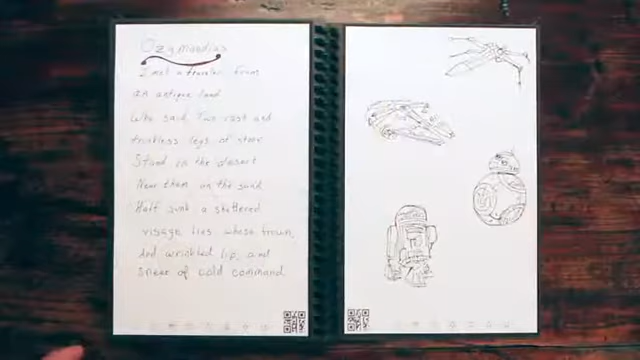 Ozymandias
I met a traveler from
an antique land
Who said Two vast and
trunkless legs of stone
Stand in the desert
Near them on the sand
Half sunk a shattered
visage lies whose frown,
And wrinkled lip, and
sneer of cold command